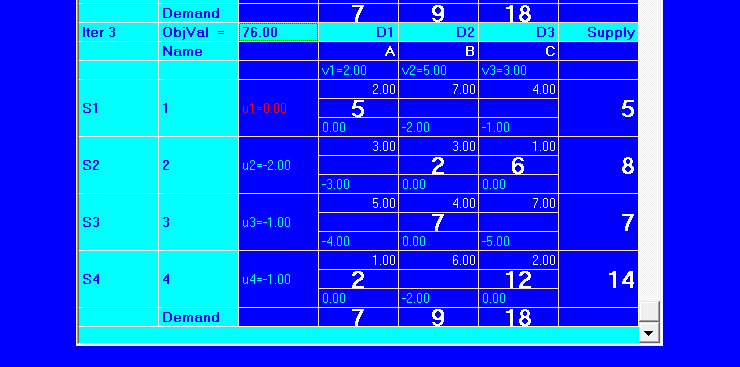 Demand 7 9 18
Iter 3 ObjVal = 76.00 D1 D2 D3 Supply
Name A B C
v1=2.00 v2=5.00 v3=3.00
2.00 7.00 4.00
S1 1 u1=0.00 5 5
0.00 -2.00 -1.00
3.00 3.00 1.00
S2 2 u2=-2.00 2 6 8
-3.00 0.00 0.00
5.00 4.00 7.00
S3 3 u3=-1.00 7 7
-4.00 0.00 -5.00
1.00 6.00 2.00
S4 4 u4=-1.00 2 12 14
0.00 -2.00 0.00
Demand 7 9 18